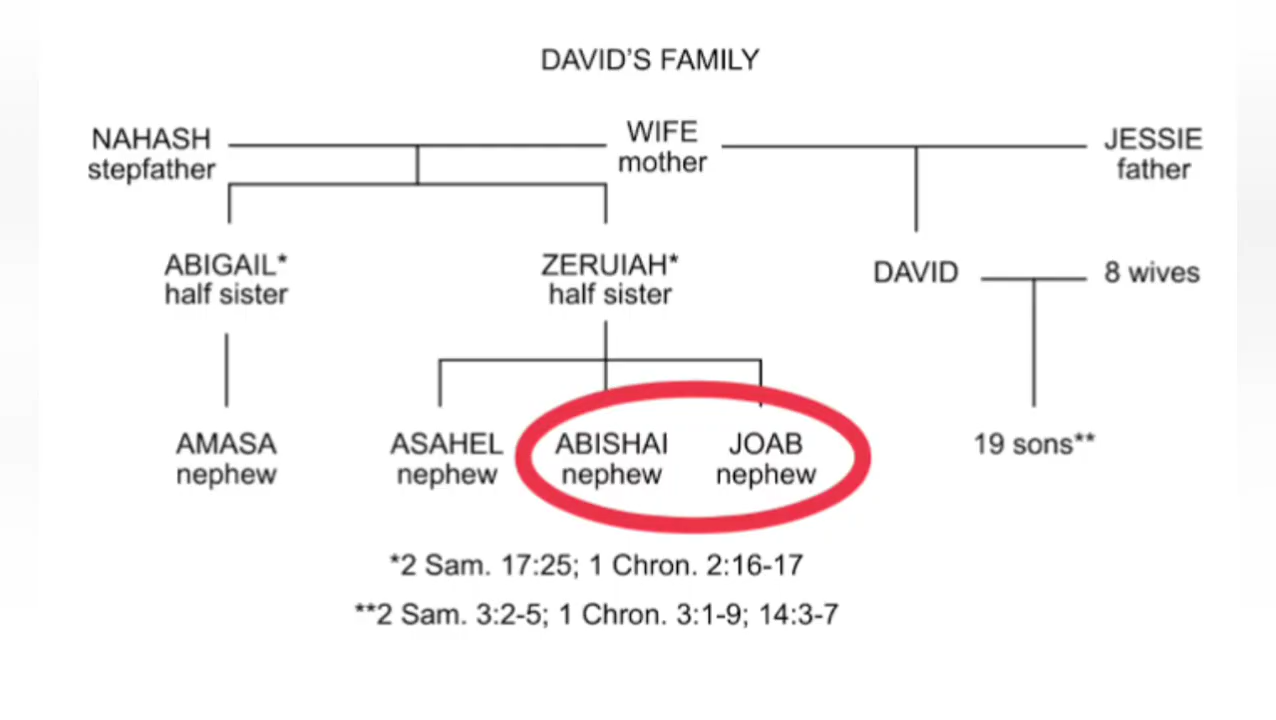 DAVID'S FAMILY
NAHASH
stepfather
WIFE
mother
JESSIE
father
ABIGAIL*
half sister
ZERUIAH*
half sister
DAVID
8 wives
AMASA
nephew
ASAHEL
nephew
ABISHAI
nephew
JOAB
nephew
19 sons**
*2 Sam. 17:25; 1 Chron. 2:16-17
**2 Sam. 3:2-5; 1 Chron. 3:1-9; 14:3-7